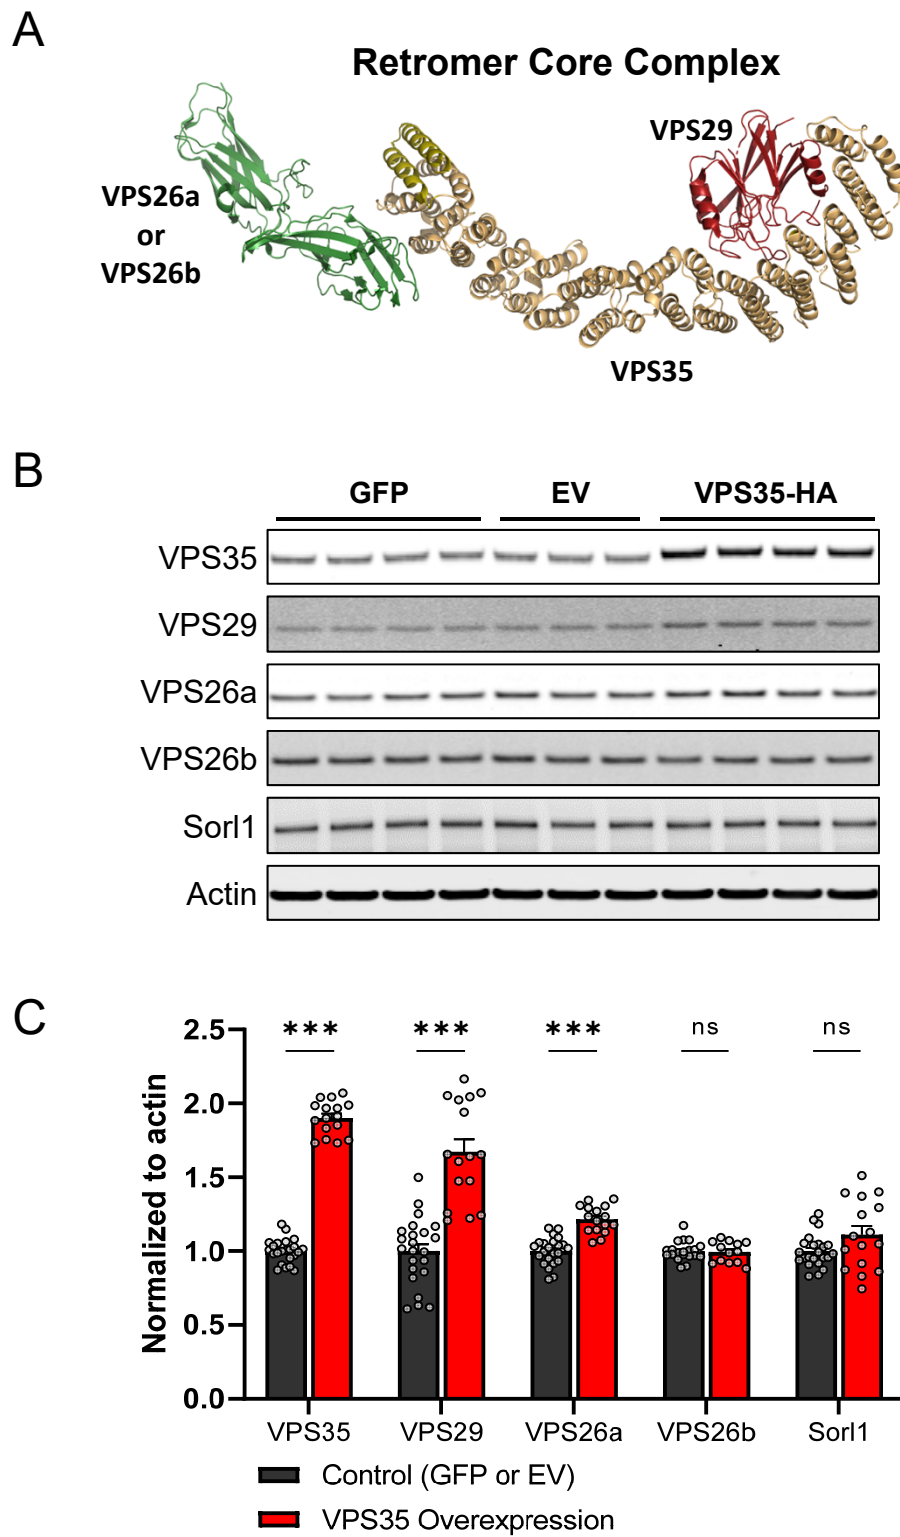 A
Retromer Core Complex
VPS29
VPS26a
or
VPS26b
VPS35
B
GFP EV VPS35-HA
VPS35
VPS29
VPS26a
VPS26b
Sorl1
Actin
C
Normalized to actin
2.5
2.0
1.5
1.0
0.5
0.0
*** *** *** ns ns
VPS35 VPS29 VPS26a VPS26b Sorl1
Control (GFP or EV)
VPS35 Overexpression